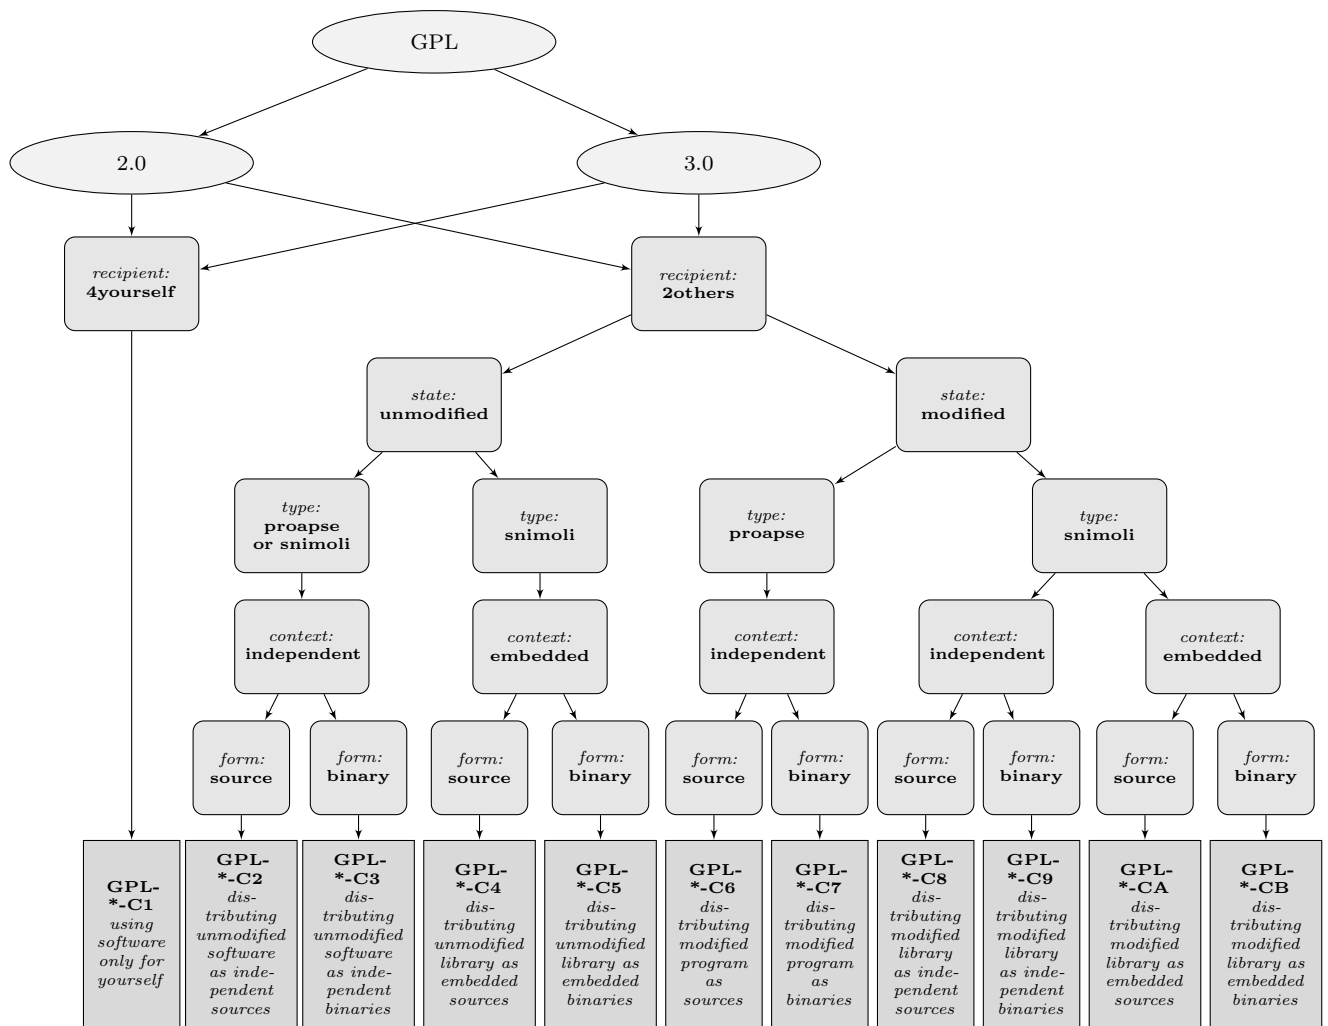 GPL
2.0
3.0
recipient:
4yourself
recipient:
2others
state:
unmodified
state:
modified
type:
proapse
or snimoli
type:
snimoli
type:
proapse
type:
snimoli
context:
independent
context:
embedded
context:
independent
context:
independent
context:
embedded
form:
source
form:
binary
form:
source
form:
binary
form:
source
form:
binary
form:
source
form:
binary
form:
source
form:
binary
GPL-
*-C1
using
software
only for
yourself
GPL-
*-C2
dis-
tributing
unmodified
software
as inde-
pendent
sources
GPL-
*-C3
dis-
tributing
unmodified
software
as inde-
pendent
binaries
GPL-
*-C4
dis-
tributing
unmodified
library as
embedded
sources
GPL-
*-C5
dis-
tributing
unmodified
library as
embedded
binaries
GPL-
*-C6
dis-
tributing
modified
program
as
sources
GPL-
*-C7
dis-
tributing
modified
program
as
binaries
GPL-
*-C8
dis-
tributing
modified
library
as inde-
pendent
sources
GPL-
*-C9
dis-
tributing
modified
library
as inde-
pendent
binaries
GPL-
*-CA
dis-
tributing
modified
library as
embedded
sources
GPL-
*-CB
dis-
tributing
modified
library as
embedded
binaries